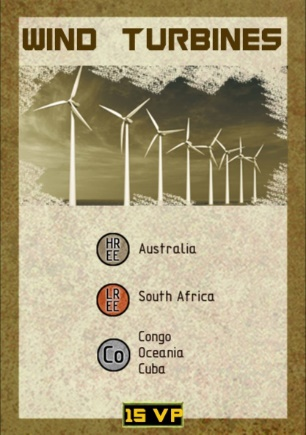 WIND TURBINES
HR
EE
Australia
LR
EE
South Africa
Co
Congo
Oceania
Cuba
15 VP